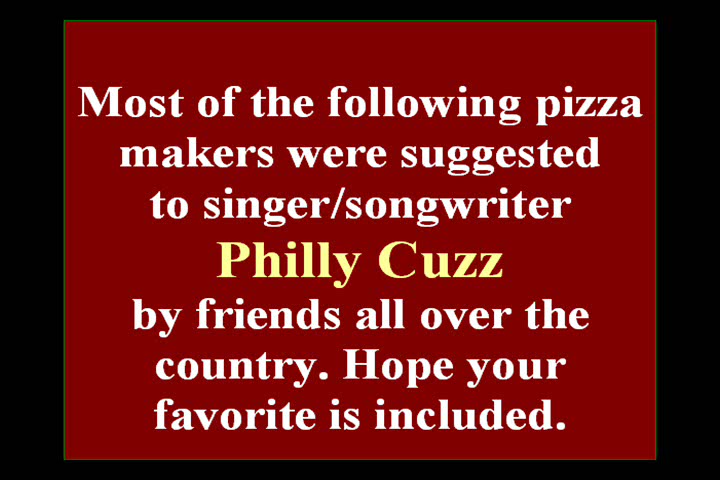 Most of the following pizza
makers were suggested
to singer/songwriter
Philly Cuzz
by friends all over the
country. Hope your
favorite is included.